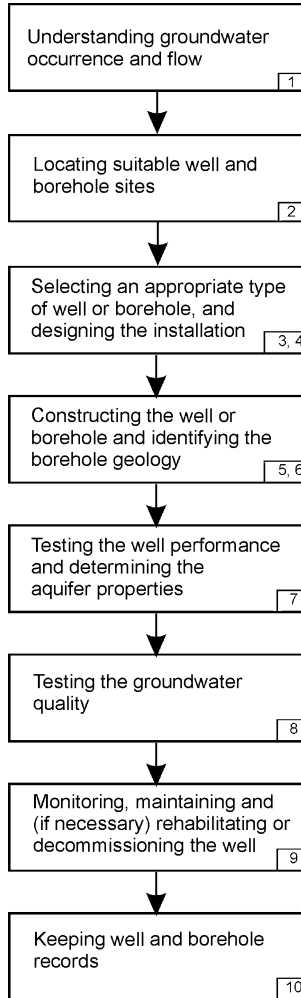 Understanding groundwater
occurrence and flow
1
Locating suitable well and
borehole sites
2
Selecting an appropriate type
of well or borehole, and
designing the installation
3, 4
Constructing the well or
borehole and identifying the
borehole geology
5, 6
Testing the well performance
and determining the
aquifer properties
7
Testing the groundwater
quality
8
Monitoring, maintaining and
(if necessary) rehabilitating or
decommissioning the well
9
Keeping well and borehole
records
10